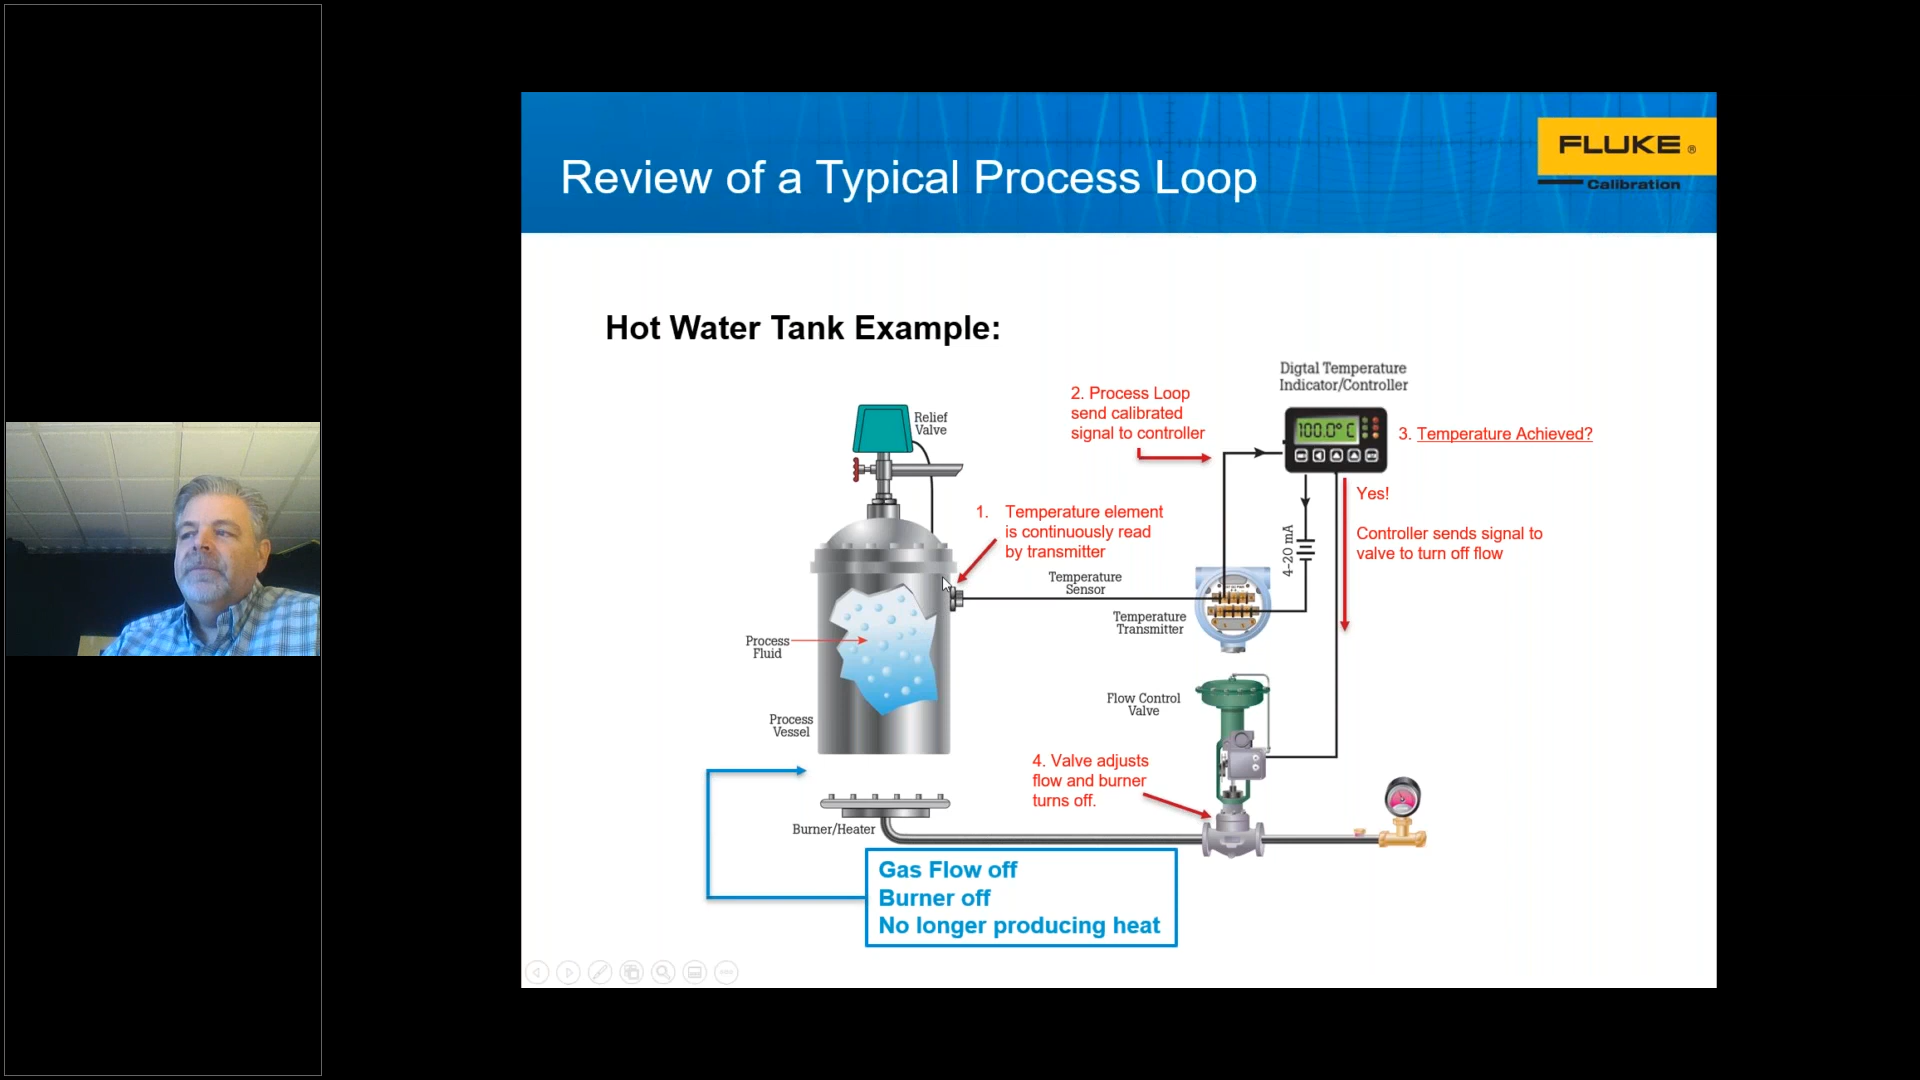 FLUKE ®
Calibration
Review of a Typical Process Loop
Hot Water Tank Example:
Digtal Temperature
Indicator/Controller
100.0°C
2. Process Loop
send calibrated
signal to controller
3. Temperature Achieved?
Relief
Valve
Yes!
Controller sends signal to
valve to turn off flow
1. Temperature element
is continuously read
by transmitter
4-20 mA
Temperature
Sensor
Temperature
Transmitter
Process
Fluid
Flow Control
Valve
Process
Vessel
4. Valve adjusts
flow and burner
turns off.
Burner/Heater
Gas Flow off
Burner off
No longer producing heat